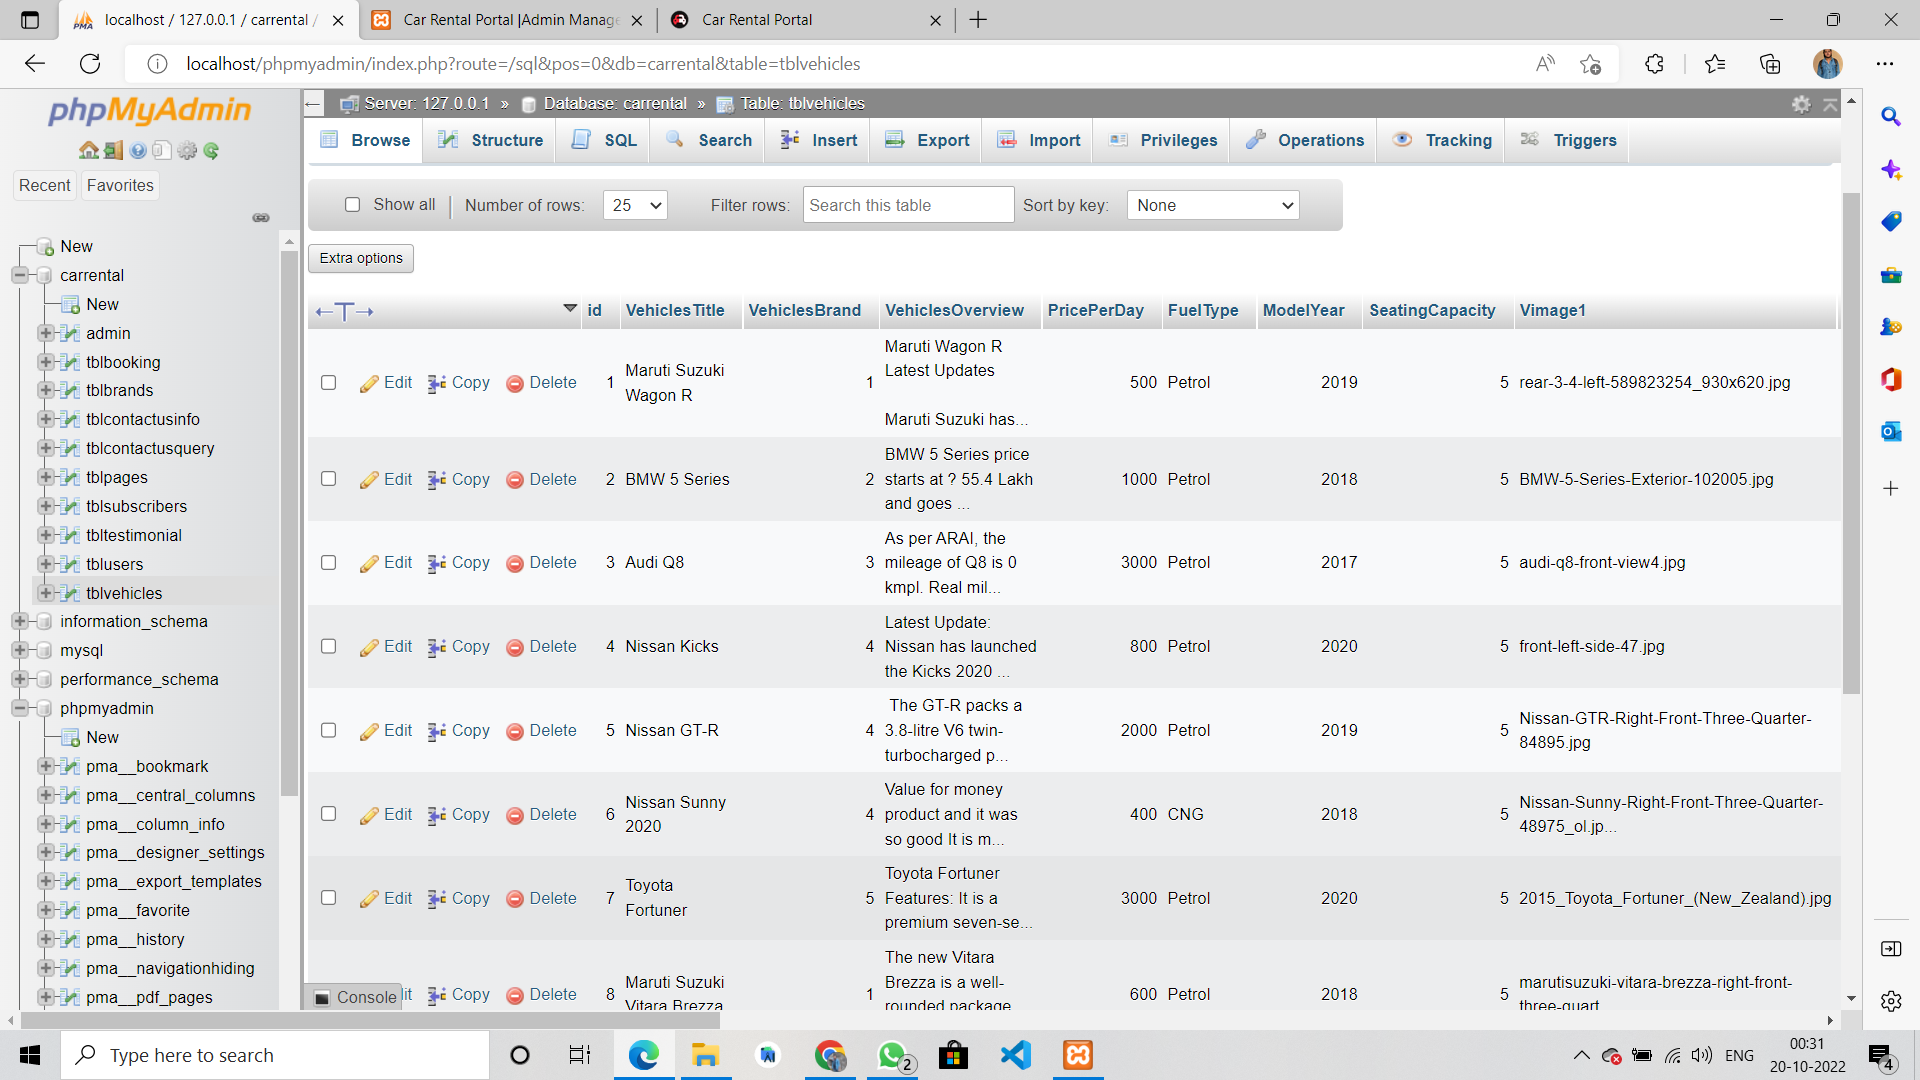 localhost / 127.0.0.1 / carrental /
Car Rental Portal |Admin Manage
Car Rental Portal
localhost/phpmyadmin/index.php?route=/sql&pos=0&db=carrental&table=tblvehicles
phpMyAdmin
Recent Favorites
New
carrental
New
admin
tblbooking
tblbrands
tblcontactusinfo
tblcontactusquery
tblpages
tblsubscribers
tbltestimonial
tblusers
tblvehicles
information_schema
mysql
performance_schema
phpmyadmin
New
pma__bookmark
pma__central_columns
pma__column_info
pma__designer_settings
pma__export_templates
pma__favorite
pma__history
pma__navigationhiding
pma__pdf_pages
Server: 127.0.0.1 » Database: carrental » Table: tblvehicles
Browse Structure SQL Search Insert Export Import Privileges Operations Tracking Triggers
Show all Number of rows: 25 Filter rows: Search this table Sort by key: None
Extra options
←T→ id VehiclesTitle VehiclesBrand VehiclesOverview PricePerDay FuelType ModelYear SeatingCapacity Vimage1
Edit Copy Delete 1
Maruti Suzuki
Wagon R
1
Maruti Wagon R
Latest Updates
Maruti Suzuki has...
500 Petrol 2019 5 rear-3-4-left-589823254_930x620.jpg
Edit Copy Delete 2 BMW 5 Series 2
BMW 5 Series price
starts at ? 55.4 Lakh
and goes ...
1000 Petrol 2018 5 BMW-5-Series-Exterior-102005.jpg
Edit Copy Delete 3 Audi Q8 3
As per ARAI, the
mileage of Q8 is 0
kmpl. Real mil...
3000 Petrol 2017 5 audi-q8-front-view4.jpg
Edit Copy Delete 4 Nissan Kicks 4
Latest Update:
Nissan has launched
the Kicks 2020 ...
800 Petrol 2020 5 front-left-side-47.jpg
Edit Copy Delete 5 Nissan GT-R 4
The GT-R packs a
3.8-litre V6 twin-
turbocharged p...
2000 Petrol 2019 5
Nissan-GTR-Right-Front-Three-Quarter-
84895.jpg
Edit Copy Delete 6
Nissan Sunny
2020
4
Value for money
product and it was
so good It is m...
400 CNG 2018 5
Nissan-Sunny-Right-Front-Three-Quarter-
48975_ol.jp...
Edit Copy Delete 7
Toyota
Fortuner
5
Toyota Fortuner
Features: It is a
premium seven-se...
3000 Petrol 2020 5 2015_Toyota_Fortuner_(New_Zealand).jpg
Console it Copy Delete 8
Maruti Suzuki
Vitara Brezza
1
The new Vitara
Brezza is a well-
rounded package
600 Petrol 2018 5
marutisuzuki-vitara-brezza-right-front-
three-quart
Type here to search
2
ENG
00:31
20-10-2022
4